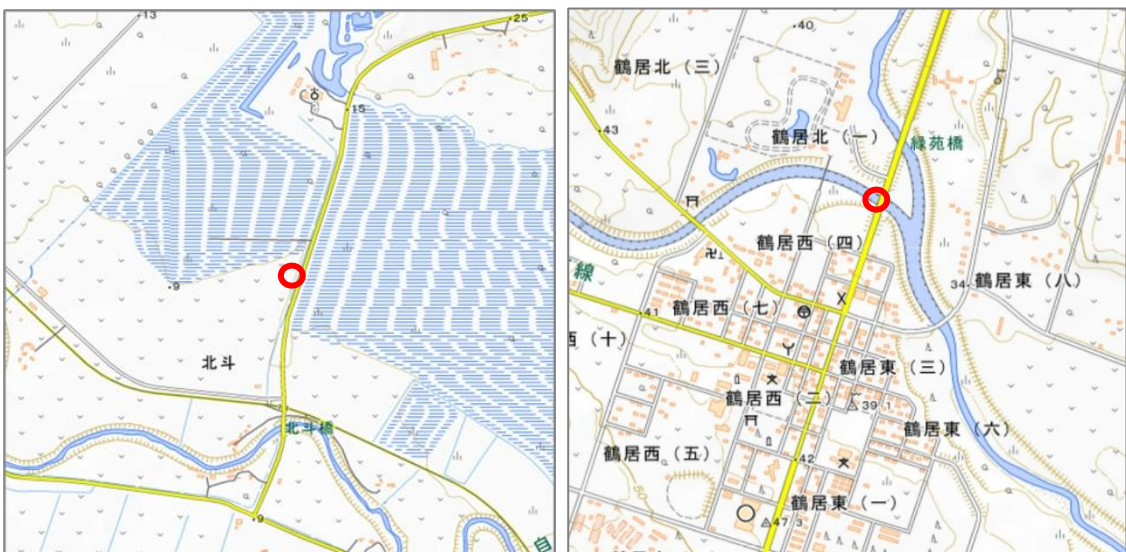 13
25
15
9
北斗
北斗橋
9
自
40
鶴居北(三)
43
鶴居北(一)
緑苑橋
鶴居西(四)
線
34
鶴居東(八)
41
鶴居西(七)
西(十)
鶴居東(三)
鶴居西(二)
39.1
鶴居東(六)
鶴居西(五)
42
50
鶴居東(一)
47.3